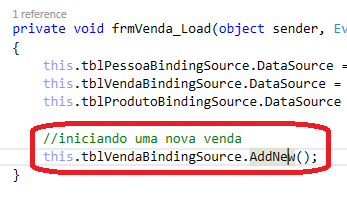 1 reference
private void frmVenda_Load(object sender, Ev
{
this.tblPessoaBindingSource.DataSource =
this.tblVendaBindingSource.DataSource =
this.tblProdutoBindingSource.DataSource
//iniciando uma nova venda
this.tblVendaBindingSource.AddNew();
}